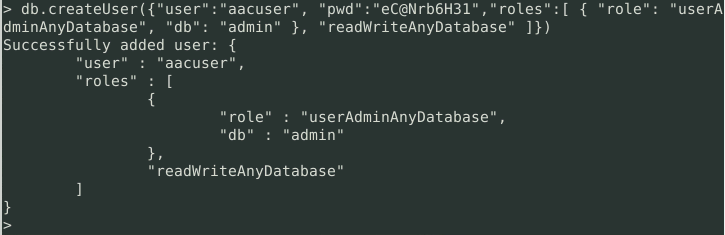 > db.createUser({"user":"aacuser", "pwd":"eC@Nrb6H31","roles":[ { "role": "userA
dminAnyDatabase", "db": "admin" }, "readWriteAnyDatabase" ]})
Successfully added user: {
        "user" : "aacuser",
        "roles" : [
                {
                        "role" : "userAdminAnyDatabase",
                        "db" : "admin"
                },
                "readWriteAnyDatabase"
        ]
}
>